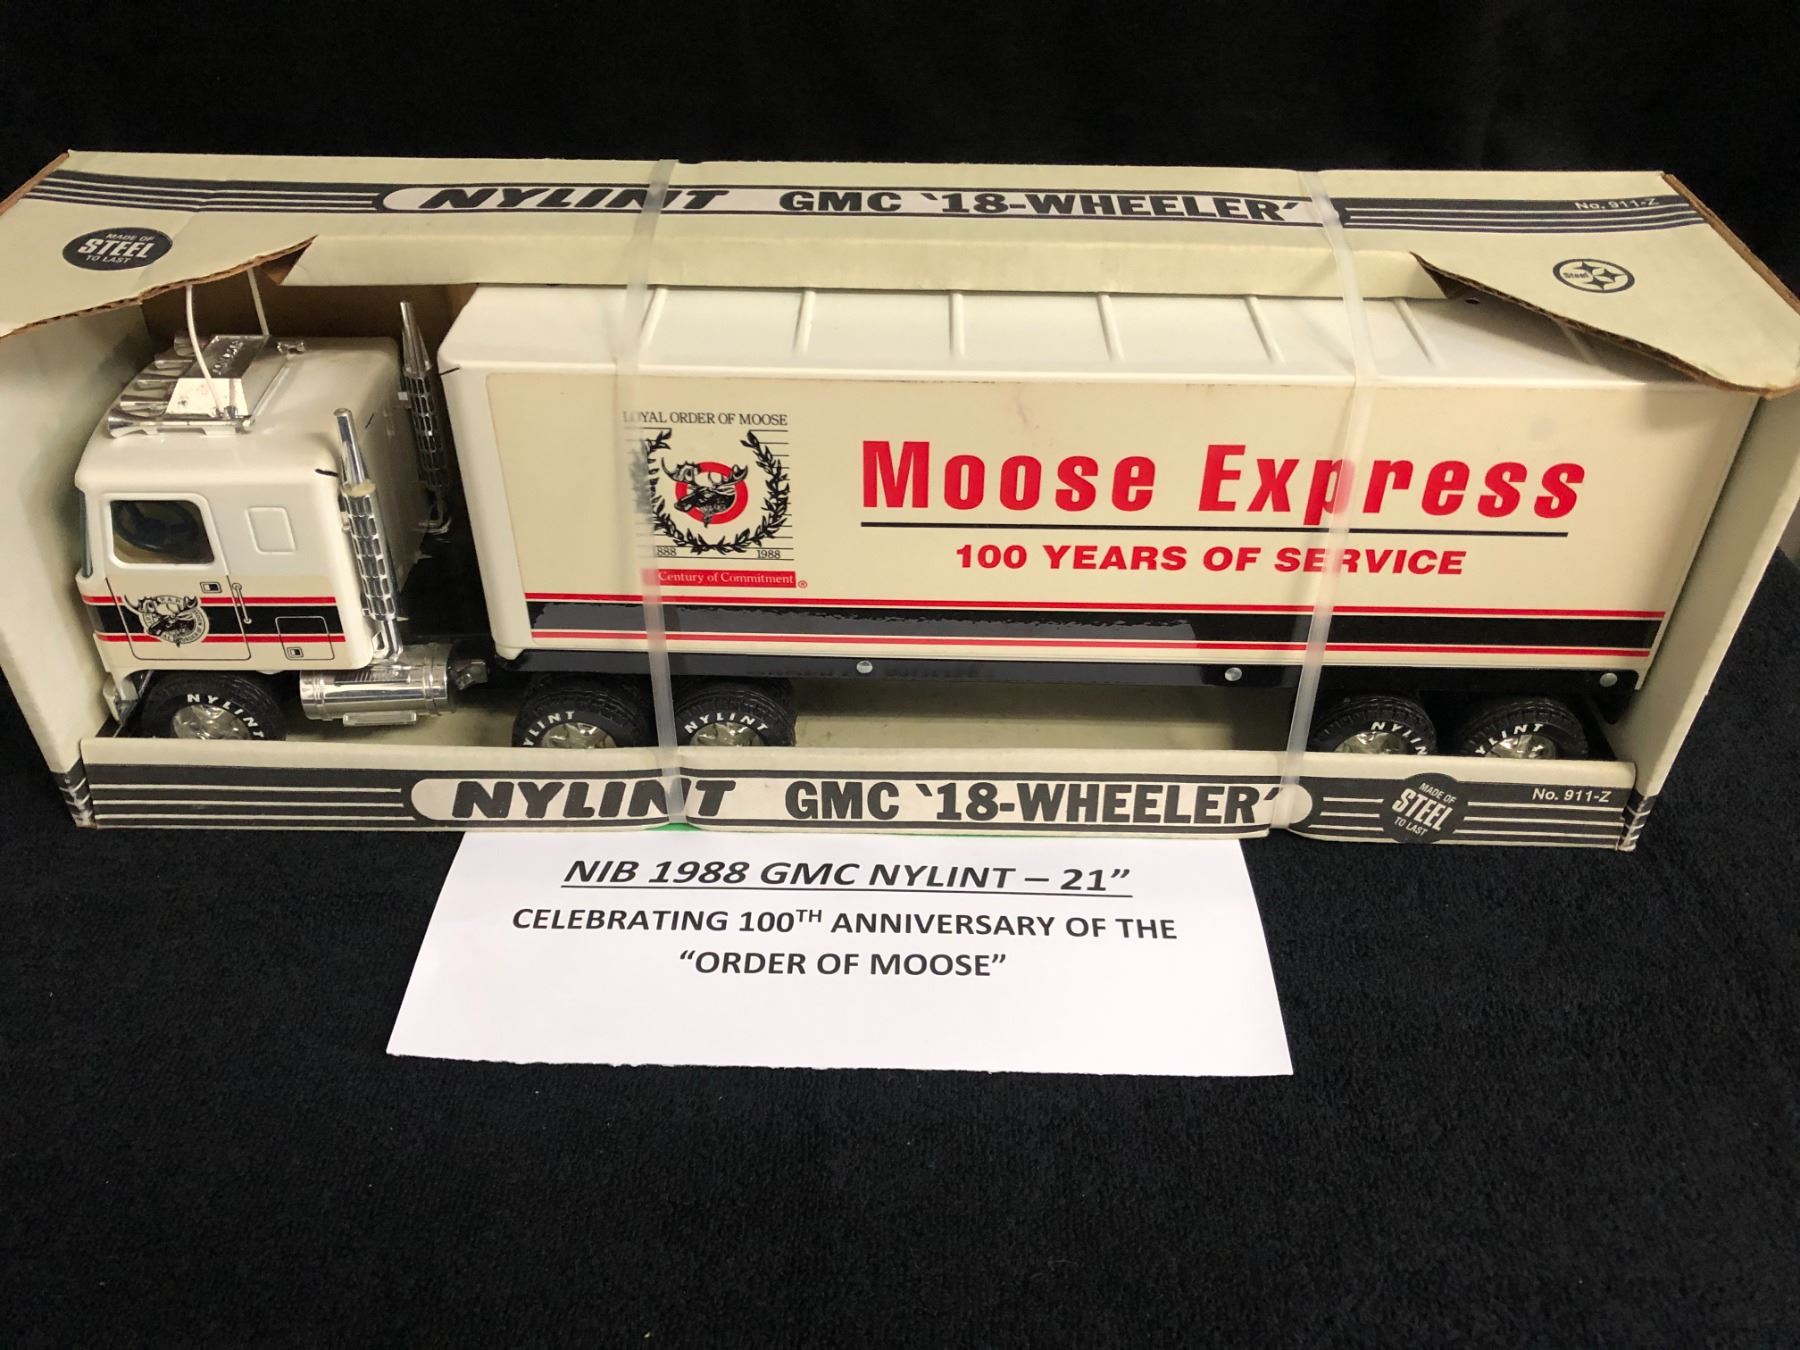 NYLINT GMC '18-WHEELER'
No. 911-Z
MADE OF
STEEL
TO LAST
Steel
LOYAL ORDER OF MOOSE
1888 1988
Century of Commitment®
Moose Express
100 YEARS OF SERVICE
P.A.P.
NYLINT
NYLINT
NYLINT
NYLIN
NYLINT
NYLINT GMC '18-WHEELER'
MADE OF
STEEL
TO LAST
No. 911-Z
NIB 1988 GMC NYLINT – 21”
CELEBRATING 100TH ANNIVERSARY OF THE
“ORDER OF MOOSE”